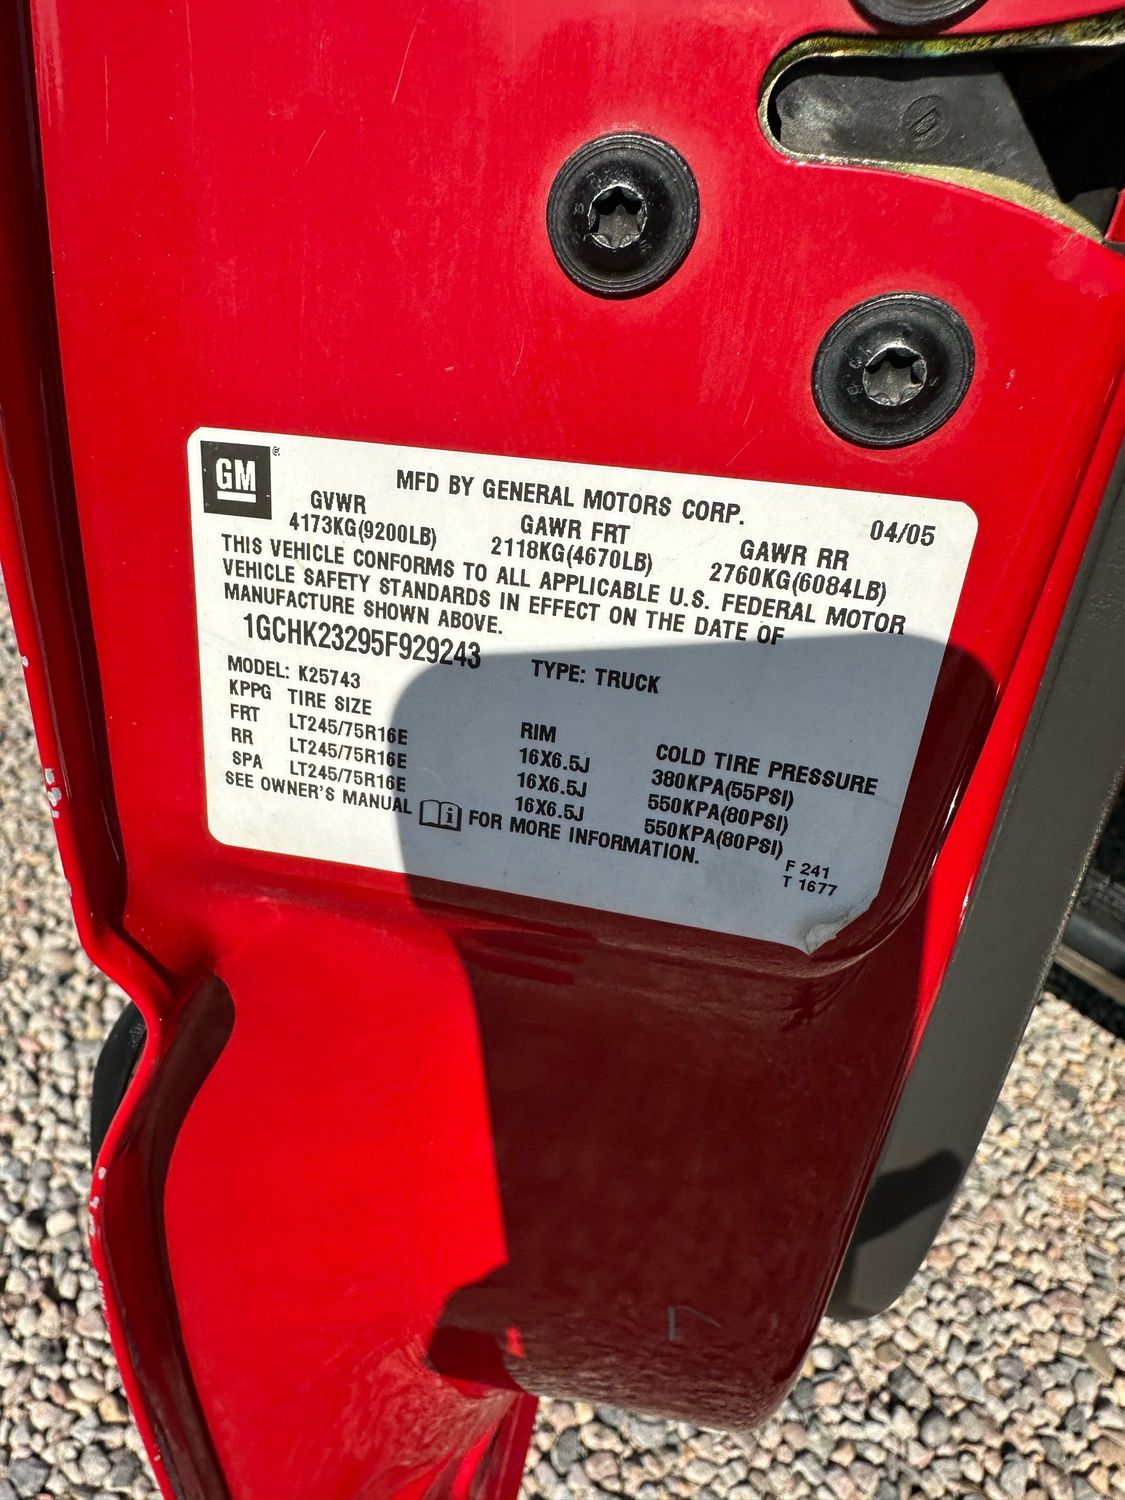 GM ®
MFD BY GENERAL MOTORS CORP.
04/05
GVWR GAWR FRT GAWR RR
4173KG(9200LB) 2118KG(4670LB) 2760KG(6084LB)
THIS VEHICLE CONFORMS TO ALL APPLICABLE U.S. FEDERAL MOTOR
VEHICLE SAFETY STANDARDS IN EFFECT ON THE DATE OF
MANUFACTURE SHOWN ABOVE.
1GCHK23295F929243 TYPE: TRUCK
MODEL: K25743
KPPG TIRE SIZE RIM COLD TIRE PRESSURE
FRT LT245/75R16E 16X6.5J 380KPA(55PSI)
RR LT245/75R16E 16X6.5J 550KPA(80PSI)
SPA LT245/75R16E 16X6.5J 550KPA(80PSI)
SEE OWNER'S MANUAL FOR MORE INFORMATION.
F 241
T 1677